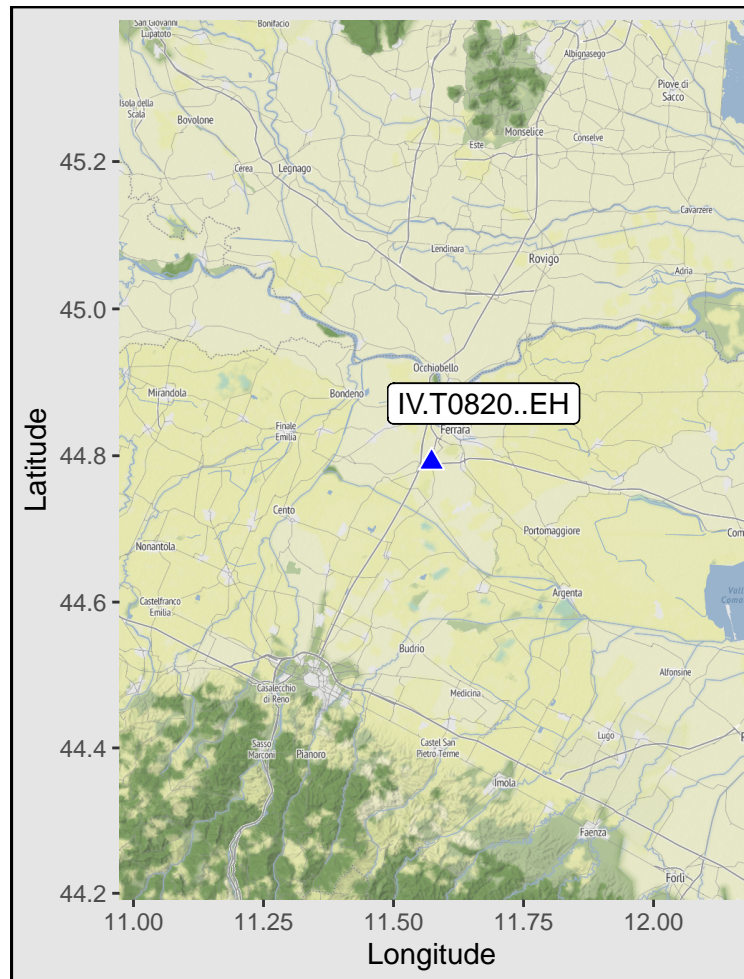 San Giovanni
Lupatoto
Bonifacio
Albignasego
Isola della
Scala
Bovolone
Piove di
Sacco
Monselice
Conselve
Este
45.2
Cerea
Legnago
Cavarzere
Lendinara
Rovigo
Adria
45.0
Occhiobello
Mirandola
Bondeno
IV.T0820..EH
Finale
Emilia
Ferrara
44.8
Latitude
Cento
Portomaggiore
Com
Nonantola
44.6
Castelfranco
Emilia
Argenta
Vall
Coma
Budrio
Alfonsine
Casalecchio
di Reno
Medicina
Sasso
Marconi
Pianoro
Castel San
Pietro Terme
Lugo
44.4
Imola
Faenza
Forlì
44.2
11.00
11.25
11.50
11.75
12.00
Longitude